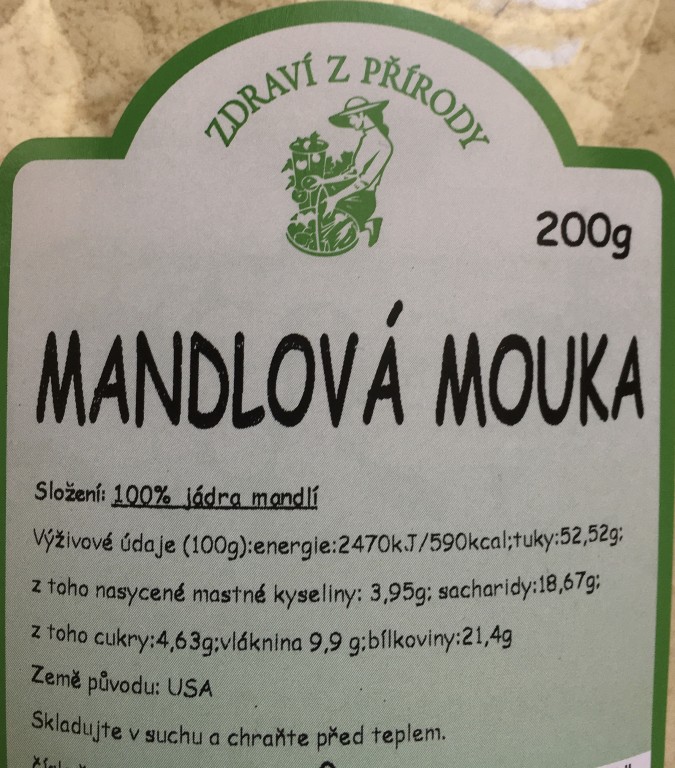 ZDRAVÍ Z PŘÍRODY
200g
MANDLOVÁ MOUKA
Složení: 100% jádra mandlí
Výživové údaje (100g):energie:2470kJ/590kcal;tuky:52,52g;
z toho nasycené mastné kyseliny: 3,95g; sacharidy:18,67g;
z toho cukry:4,63g;vláknina 9,9 g;bílkoviny:21,4g
Země původu: USA
Skladujte v suchu a chraňte před teplem.